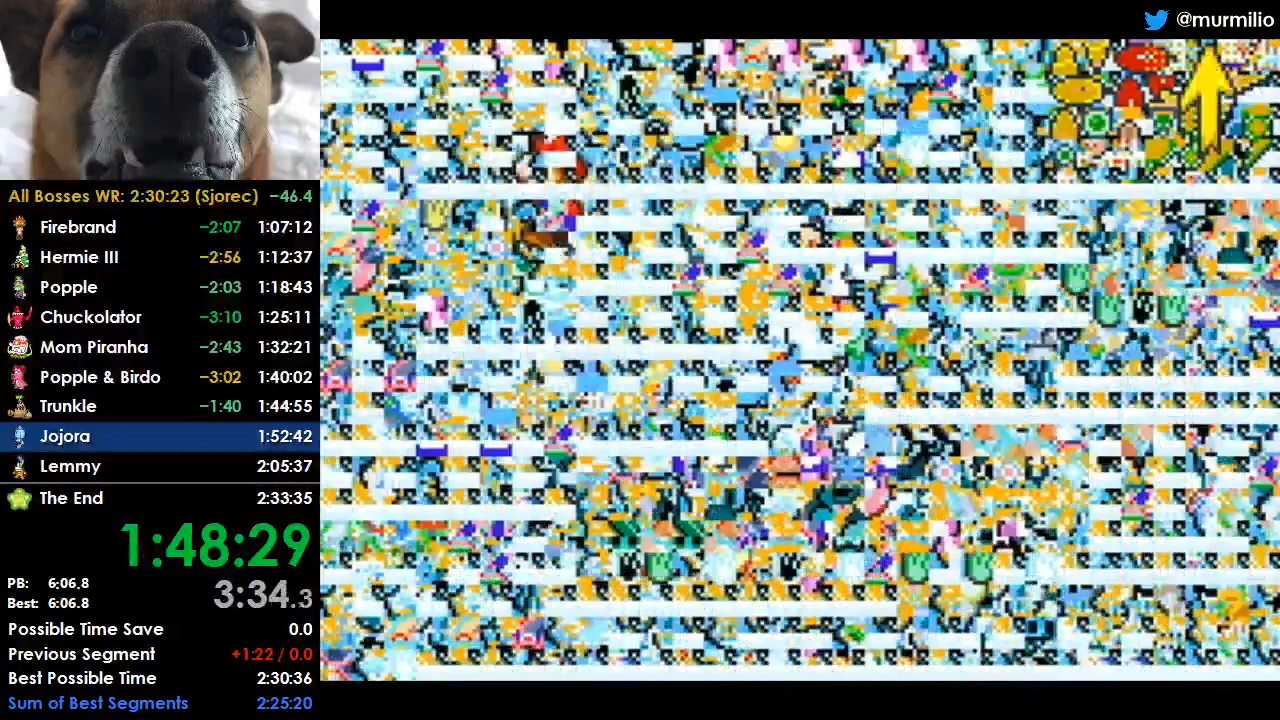 @murmilio
All Bosses WR: 2:30:23 (Sjorec) −46.4
Firebrand −2:07 1:07:12
Hermie III −2:56 1:12:37
Popple −2:03 1:18:43
Chuckolator −3:10 1:25:11
Mom Piranha −2:43 1:32:21
Popple & Birdo −3:02 1:40:02
Trunkle −1:40 1:44:55
Jojora 1:52:42
Lemmy 2:05:37
The End 2:33:35
1:48:29
PB: 6:06.8
Best: 6:06.8
3:34.3
Possible Time Save 0.0
Previous Segment +1:22 / 0.0
Best Possible Time 2:30:36
Sum of Best Segments 2:25:20